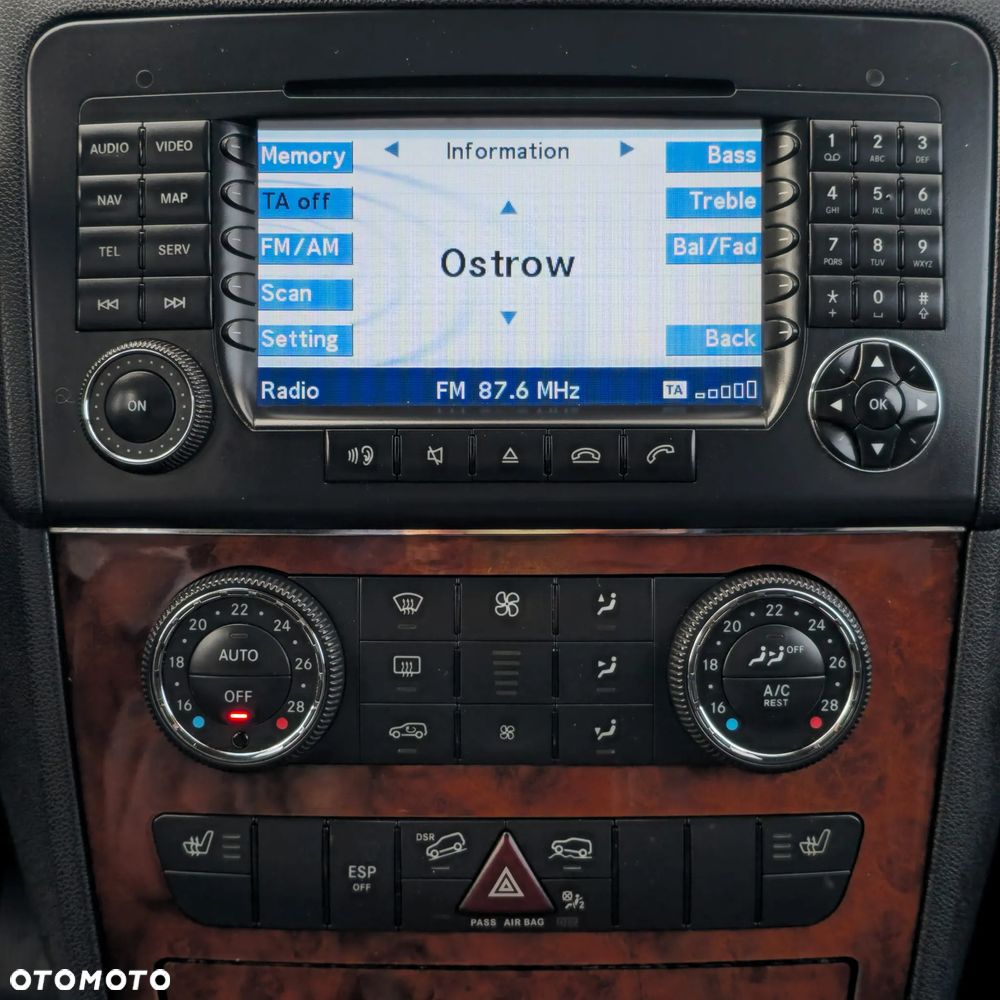 AUDIO VIDEO
NAV MAP
TEL SERV
ON
Memory Information Bass
TA off Treble
FM/AM Ostrow Bal/Fad
Scan
Setting Back
Radio FM 87.6 MHz TA
1 2 ABC 3 DEF
4 GHI 5 JKL 6 MNO
7 PQRS 8 TUV 9 WXYZ
* + 0 #
OK
16 18 20 22 24 26 28
AUTO
OFF
16 18 20 22 24 26 28
OFF
A/C
REST
ESP
OFF
DSR
PASS AIR BAG
OTOMOTO